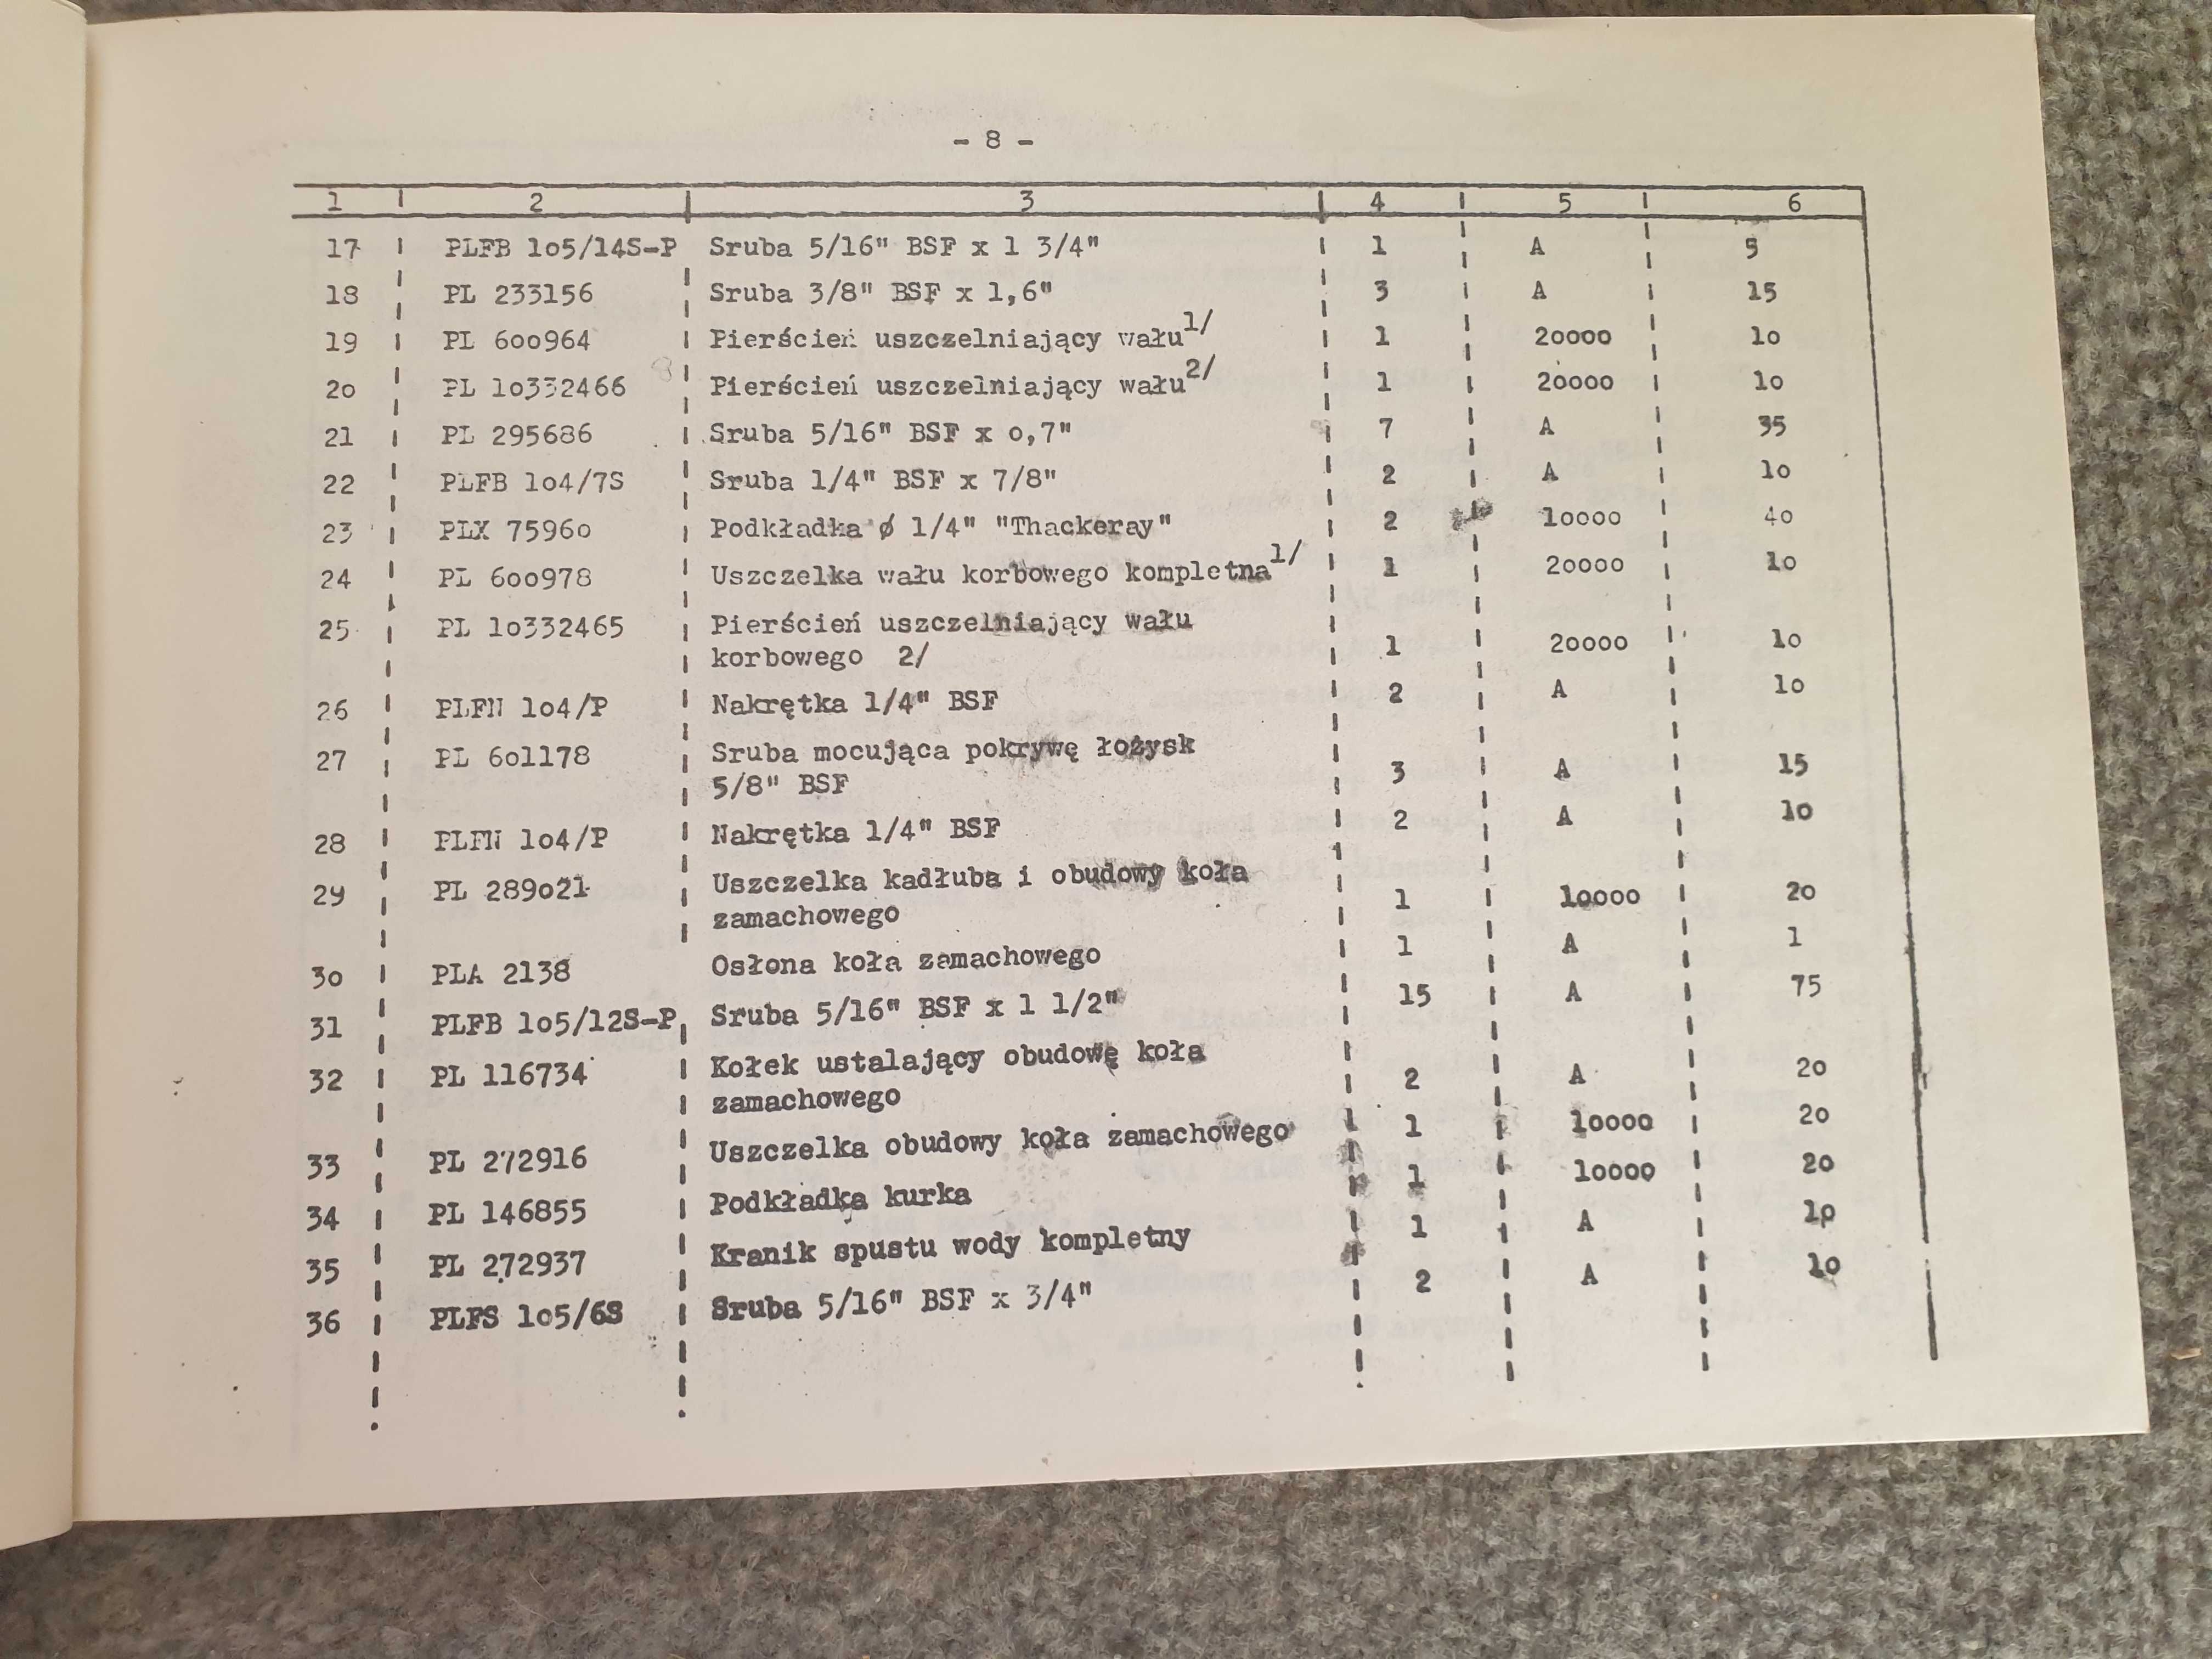 - 8 -
1 2 3 4 5 6
17 PLFB 1o5/14S-P Sruba 5/16" BSF x 1 3/4" 1 A 5
18 PL 233156 Sruba 3/8" BSF x 1,6" 3 A 15
19 PL 6oo964 Pierścień uszczelniający wału1/ 1 2oooo 1o
2o PL 1o332466 Pierścień uszczelniający wału2/ 1 2oooo 1o
21 PL 295686 Sruba 5/16" BSF x o,7" 7 A 35
22 PLFB 1o4/7S Sruba 1/4" BSF x 7/8" 2 A 1o
23 PLX 7596o Podkładka ø 1/4" "Thackeray" 2 1oooo 4o
24 PL 6oo978 Uszczelka wału korbowego kompletna1/ 1 2oooo 1o
25 PL 1o332465 Pierścień uszczelniający wału
korbowego 2/ 1 2oooo 1o
26 PLFN 1o4/P Nakrętka 1/4" BSF 2 A 1o
27 PL 6o1178 Sruba mocująca pokrywę łożysk
5/8" BSF 3 A 15
28 PLFN 1o4/P Nakrętka 1/4" BSF 2 A 1o
29 PL 289o21 Uszczelka kadłuba i obudowy koła
zamachowego 1 1oooo 2o
3o PLA 2138 Osłona koła zamachowego 1 A 1
31 PLFB 1o5/12S-P Sruba 5/16" BSF x 1 1/2" 15 A 75
32 PL 116734 Kołek ustalający obudowę koła
zamachowego 2 A 2o
33 PL 272916 Uszczelka obudowy koła zamachowego 1 1oooo 2o
34 PL 146855 Podkładka kurka 1 1oooo 2o
35 PL 272937 Kranik spustu wody kompletny 1 A 1o
36 PLFS 1o5/6S Sruba 5/16" BSF x 3/4" 2 A 1o